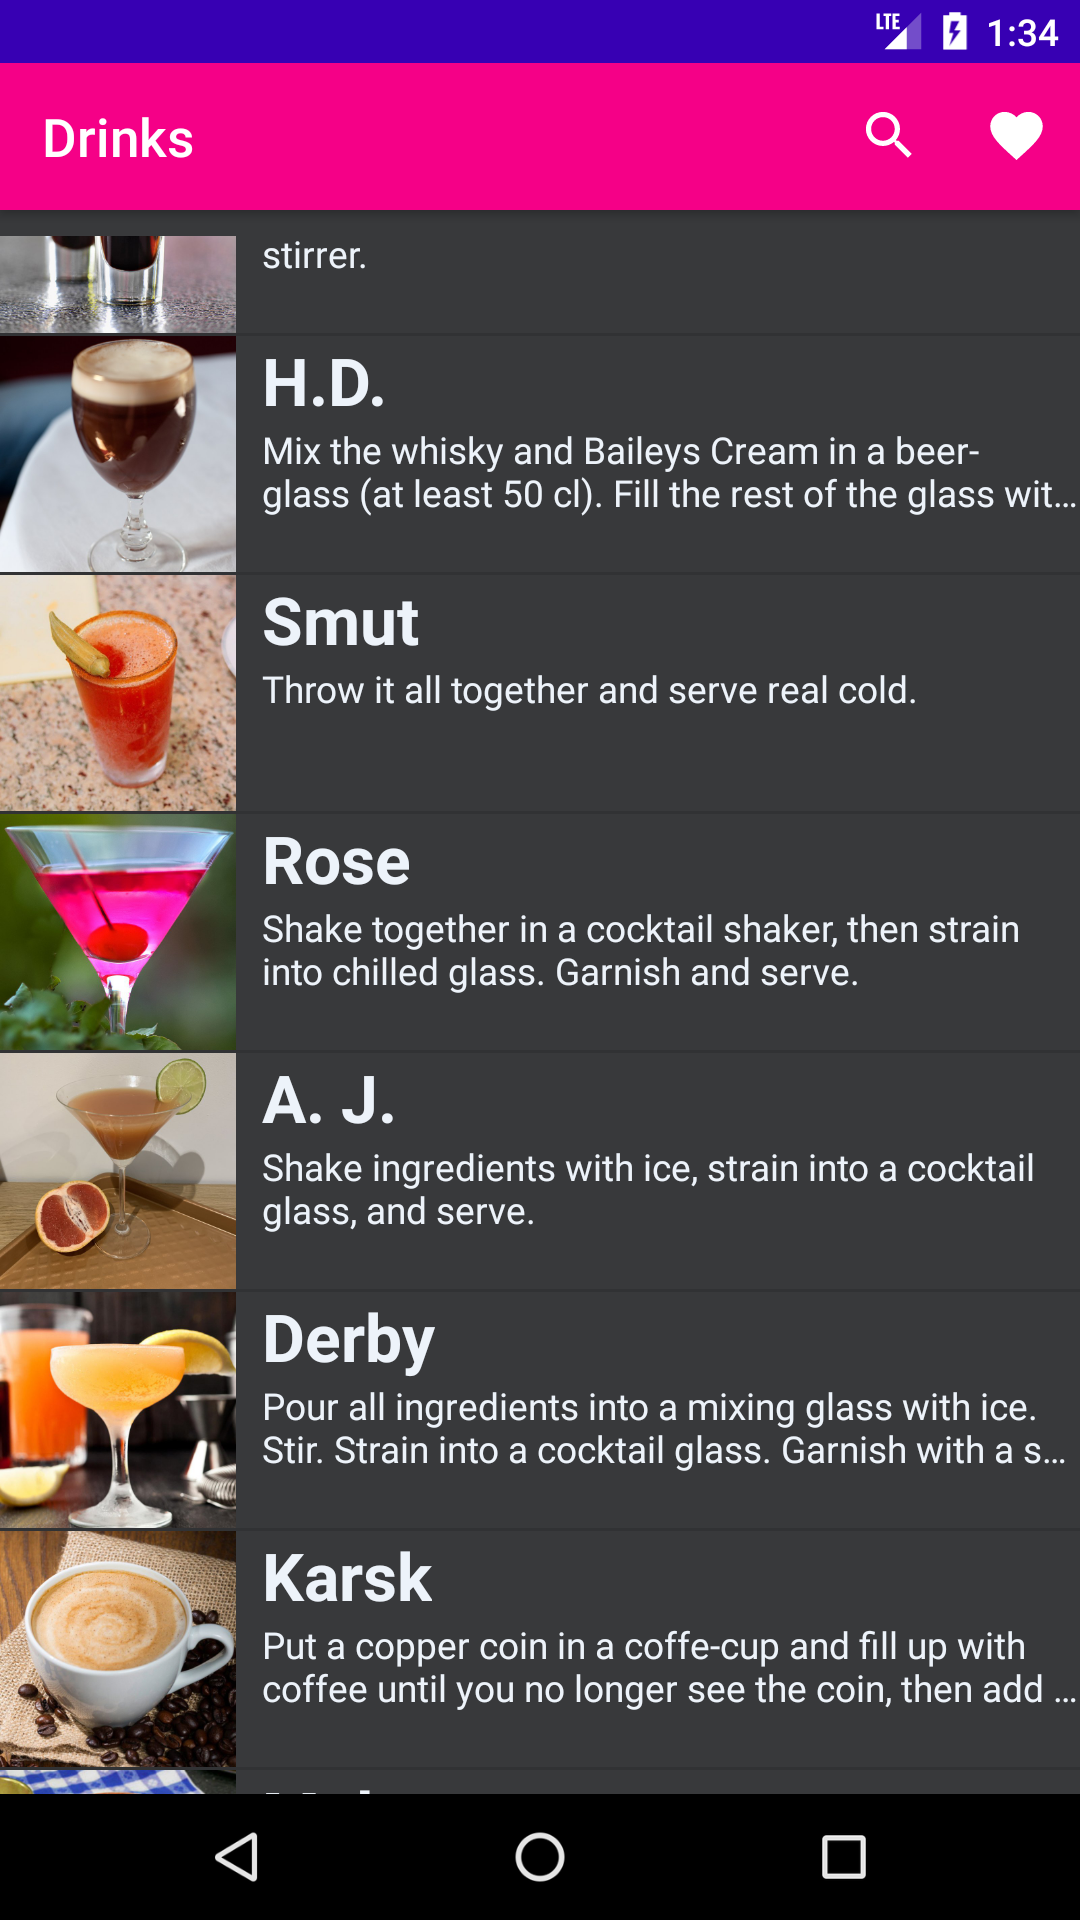 LTE 1:34
Drinks
stirrer.
H.D.
Mix the whisky and Baileys Cream in a beer-
glass (at least 50 cl). Fill the rest of the glass wit...
Smut
Throw it all together and serve real cold.
Rose
Shake together in a cocktail shaker, then strain
into chilled glass. Garnish and serve.
A. J.
Shake ingredients with ice, strain into a cocktail
glass, and serve.
Derby
Pour all ingredients into a mixing glass with ice.
Stir. Strain into a cocktail glass. Garnish with a s...
Karsk
Put a copper coin in a coffe-cup and fill up with
coffee until you no longer see the coin, then add ...